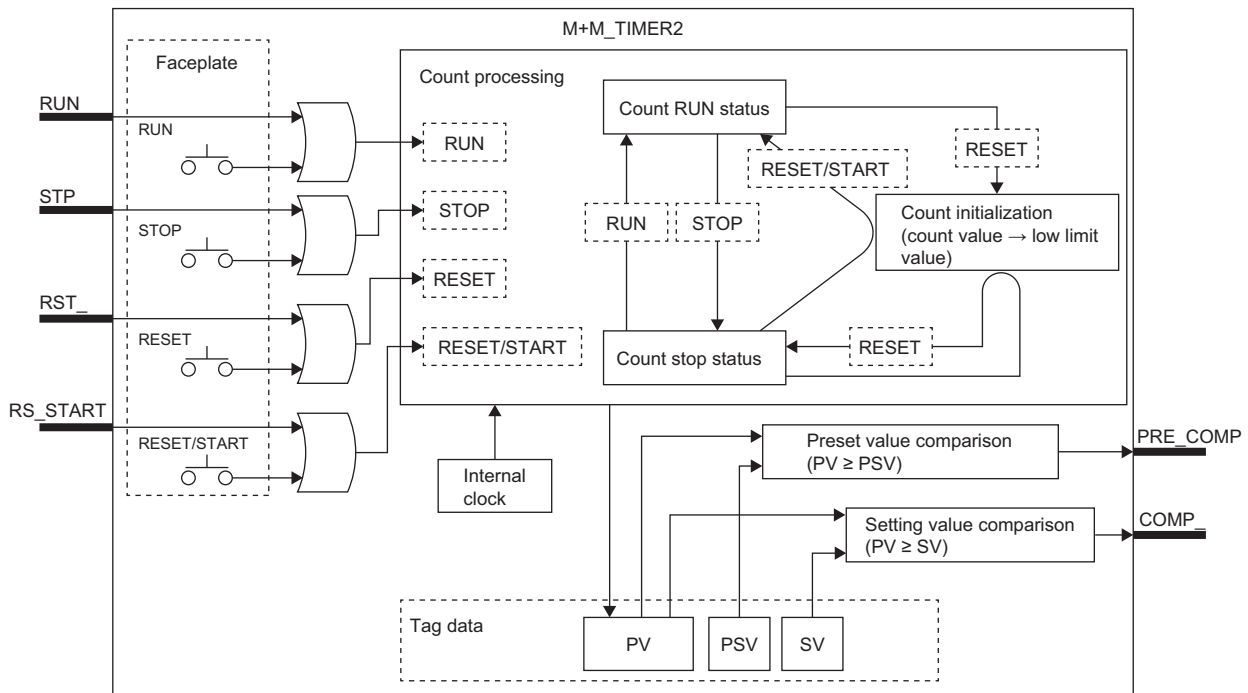 M+M_TIMER2
Faceplate
Count processing
RUN
RUN
RUN
STP
STOP
STOP
RST_
RESET
RESET
RS_START
RESET/START
RESET/START
Count RUN status
RESET
RESET/START
RUN
STOP
Count initialization
(count value → low limit
value)
Count stop status
RESET
Internal
clock
Preset value comparison
(PV ≥ PSV)
PRE_COMP
Setting value comparison
(PV ≥ SV)
COMP_
Tag data
PV
PSV
SV